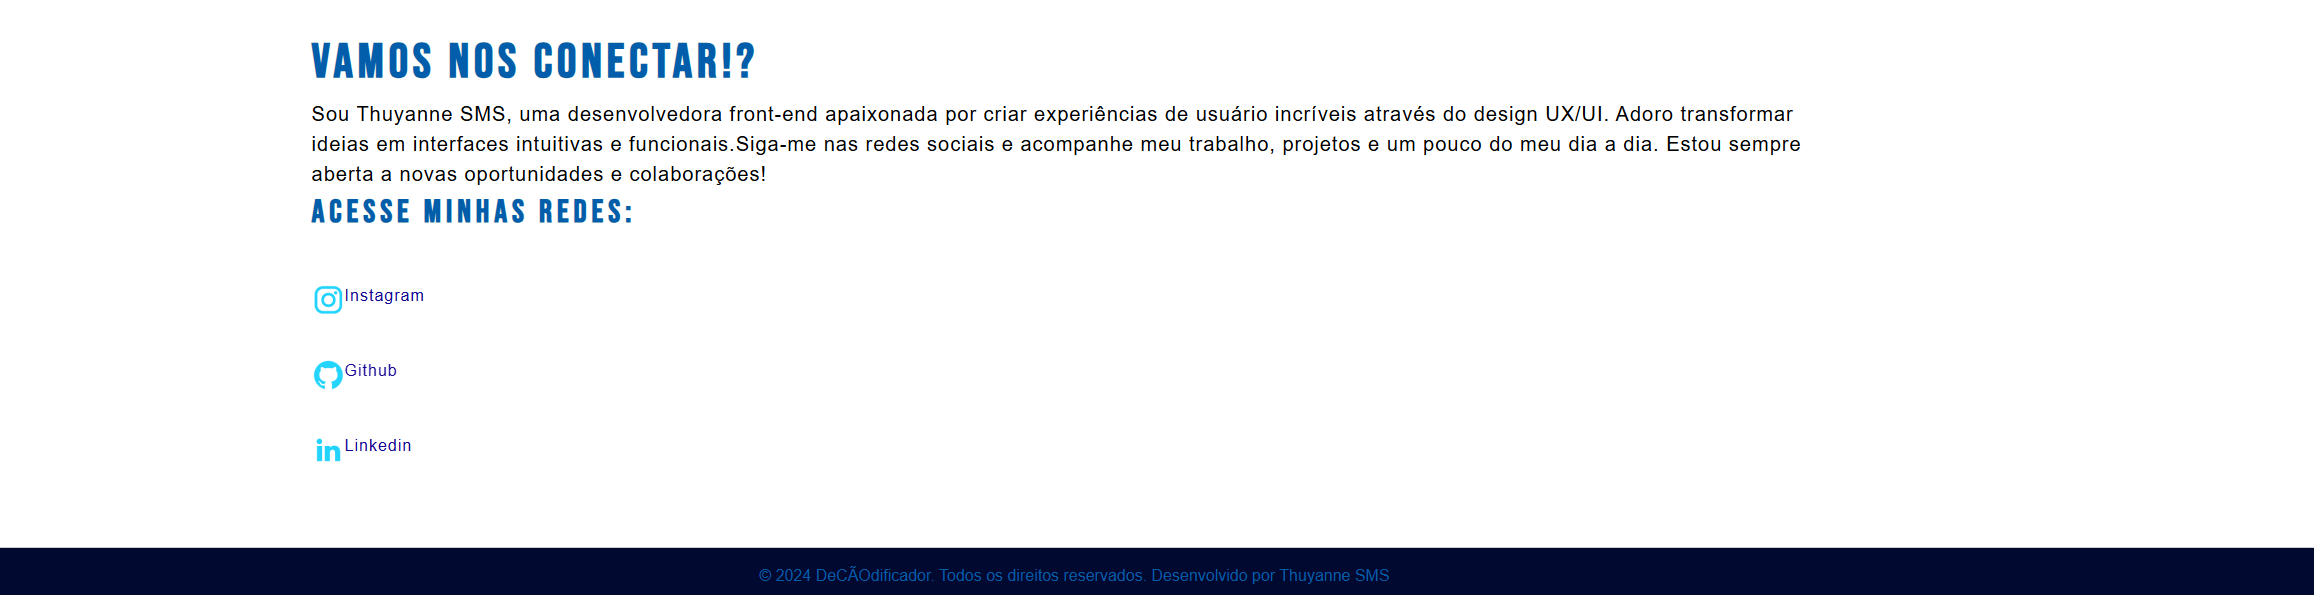 VAMOS NOS CONECTAR!?
Sou Thuyanne SMS, uma desenvolvedora front-end apaixonada por criar experiências de usuário incríveis através do design UX/UI. Adoro transformar
ideias em interfaces intuitivas e funcionais.Siga-me nas redes sociais e acompanhe meu trabalho, projetos e um pouco do meu dia a dia. Estou sempre
aberta a novas oportunidades e colaborações!
ACESSE MINHAS REDES:
Instagram
Github
in Linkedin
© 2024 DeCÃOdificador. Todos os direitos reservados. Desenvolvido por Thuyanne SMS